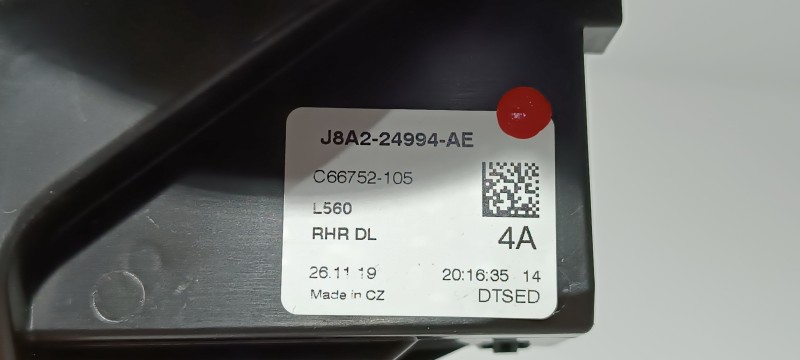 J8A2-24994-AE
C66752-105
L560
RHR DL
4A
26.11.19 20:16:35 14
Made in CZ DTSED